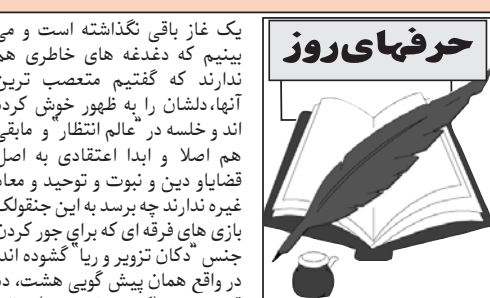 حرفهای‌روز
یک غاز باقی نگذاشته است و می
بینیم که دغدغه های خاطری هم
ندارند که گفتیم متعصب ترین
آنها،دلشان را به ظهور خوش کرده
اند و خلسه در "عالم انتظار" و مابقی
هم اصلا و ابدا اعتقادی به اصل
قضایاو دین و نبوت و توحید و معاد
غیره ندارند چه برسد به این جنقولک
بازی های فرقه ای که برای جور کردن
جنس "دکان تزویر و ریا" گشوده اند
در واقع همان پیش گویی هشت، ده